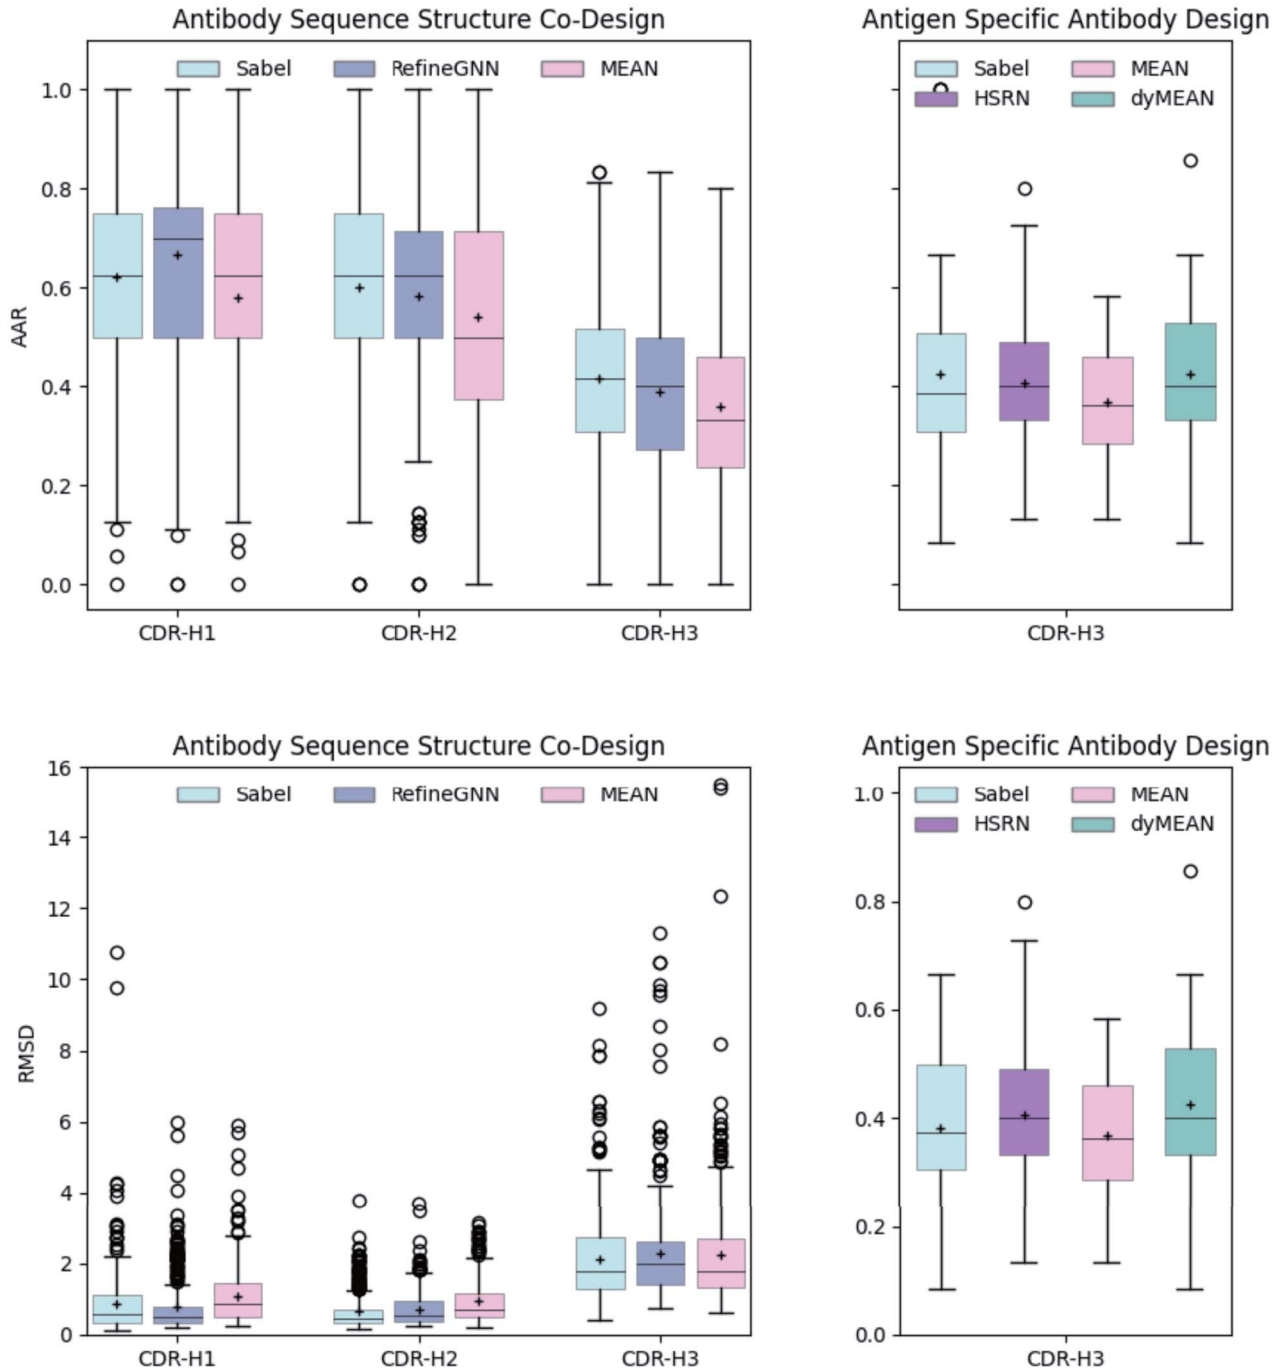 Antibody Sequence Structure Co-Design
Sabel RefineGNN MEAN
AAR
1.0
0.8
0.6
0.4
0.2
0.0
CDR-H1 CDR-H2 CDR-H3
Antigen Specific Antibody Design
Sabel MEAN
HSRN dyMEAN
CDR-H3
Antibody Sequence Structure Co-Design
Sabel RefineGNN MEAN
RMSD
16
14
12
10
8
6
4
2
0
CDR-H1 CDR-H2 CDR-H3
Antigen Specific Antibody Design
Sabel MEAN
HSRN dyMEAN
1.0
0.8
0.6
0.4
0.2
0.0
CDR-H3